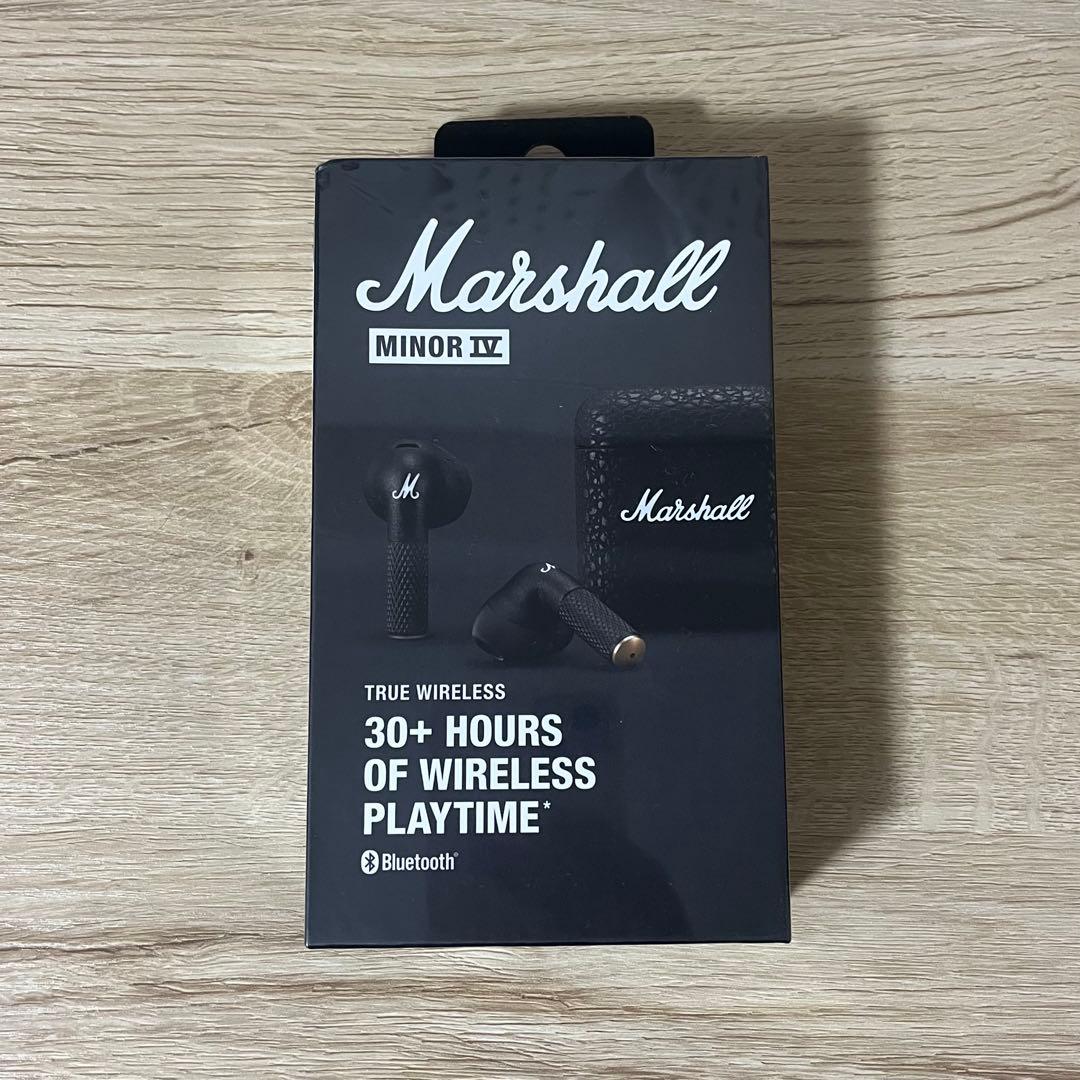 Marshall
MINOR IV
M
Marshall
TRUE WIRELESS
30+ HOURS
OF WIRELESS
PLAYTIME*
Bluetooth®